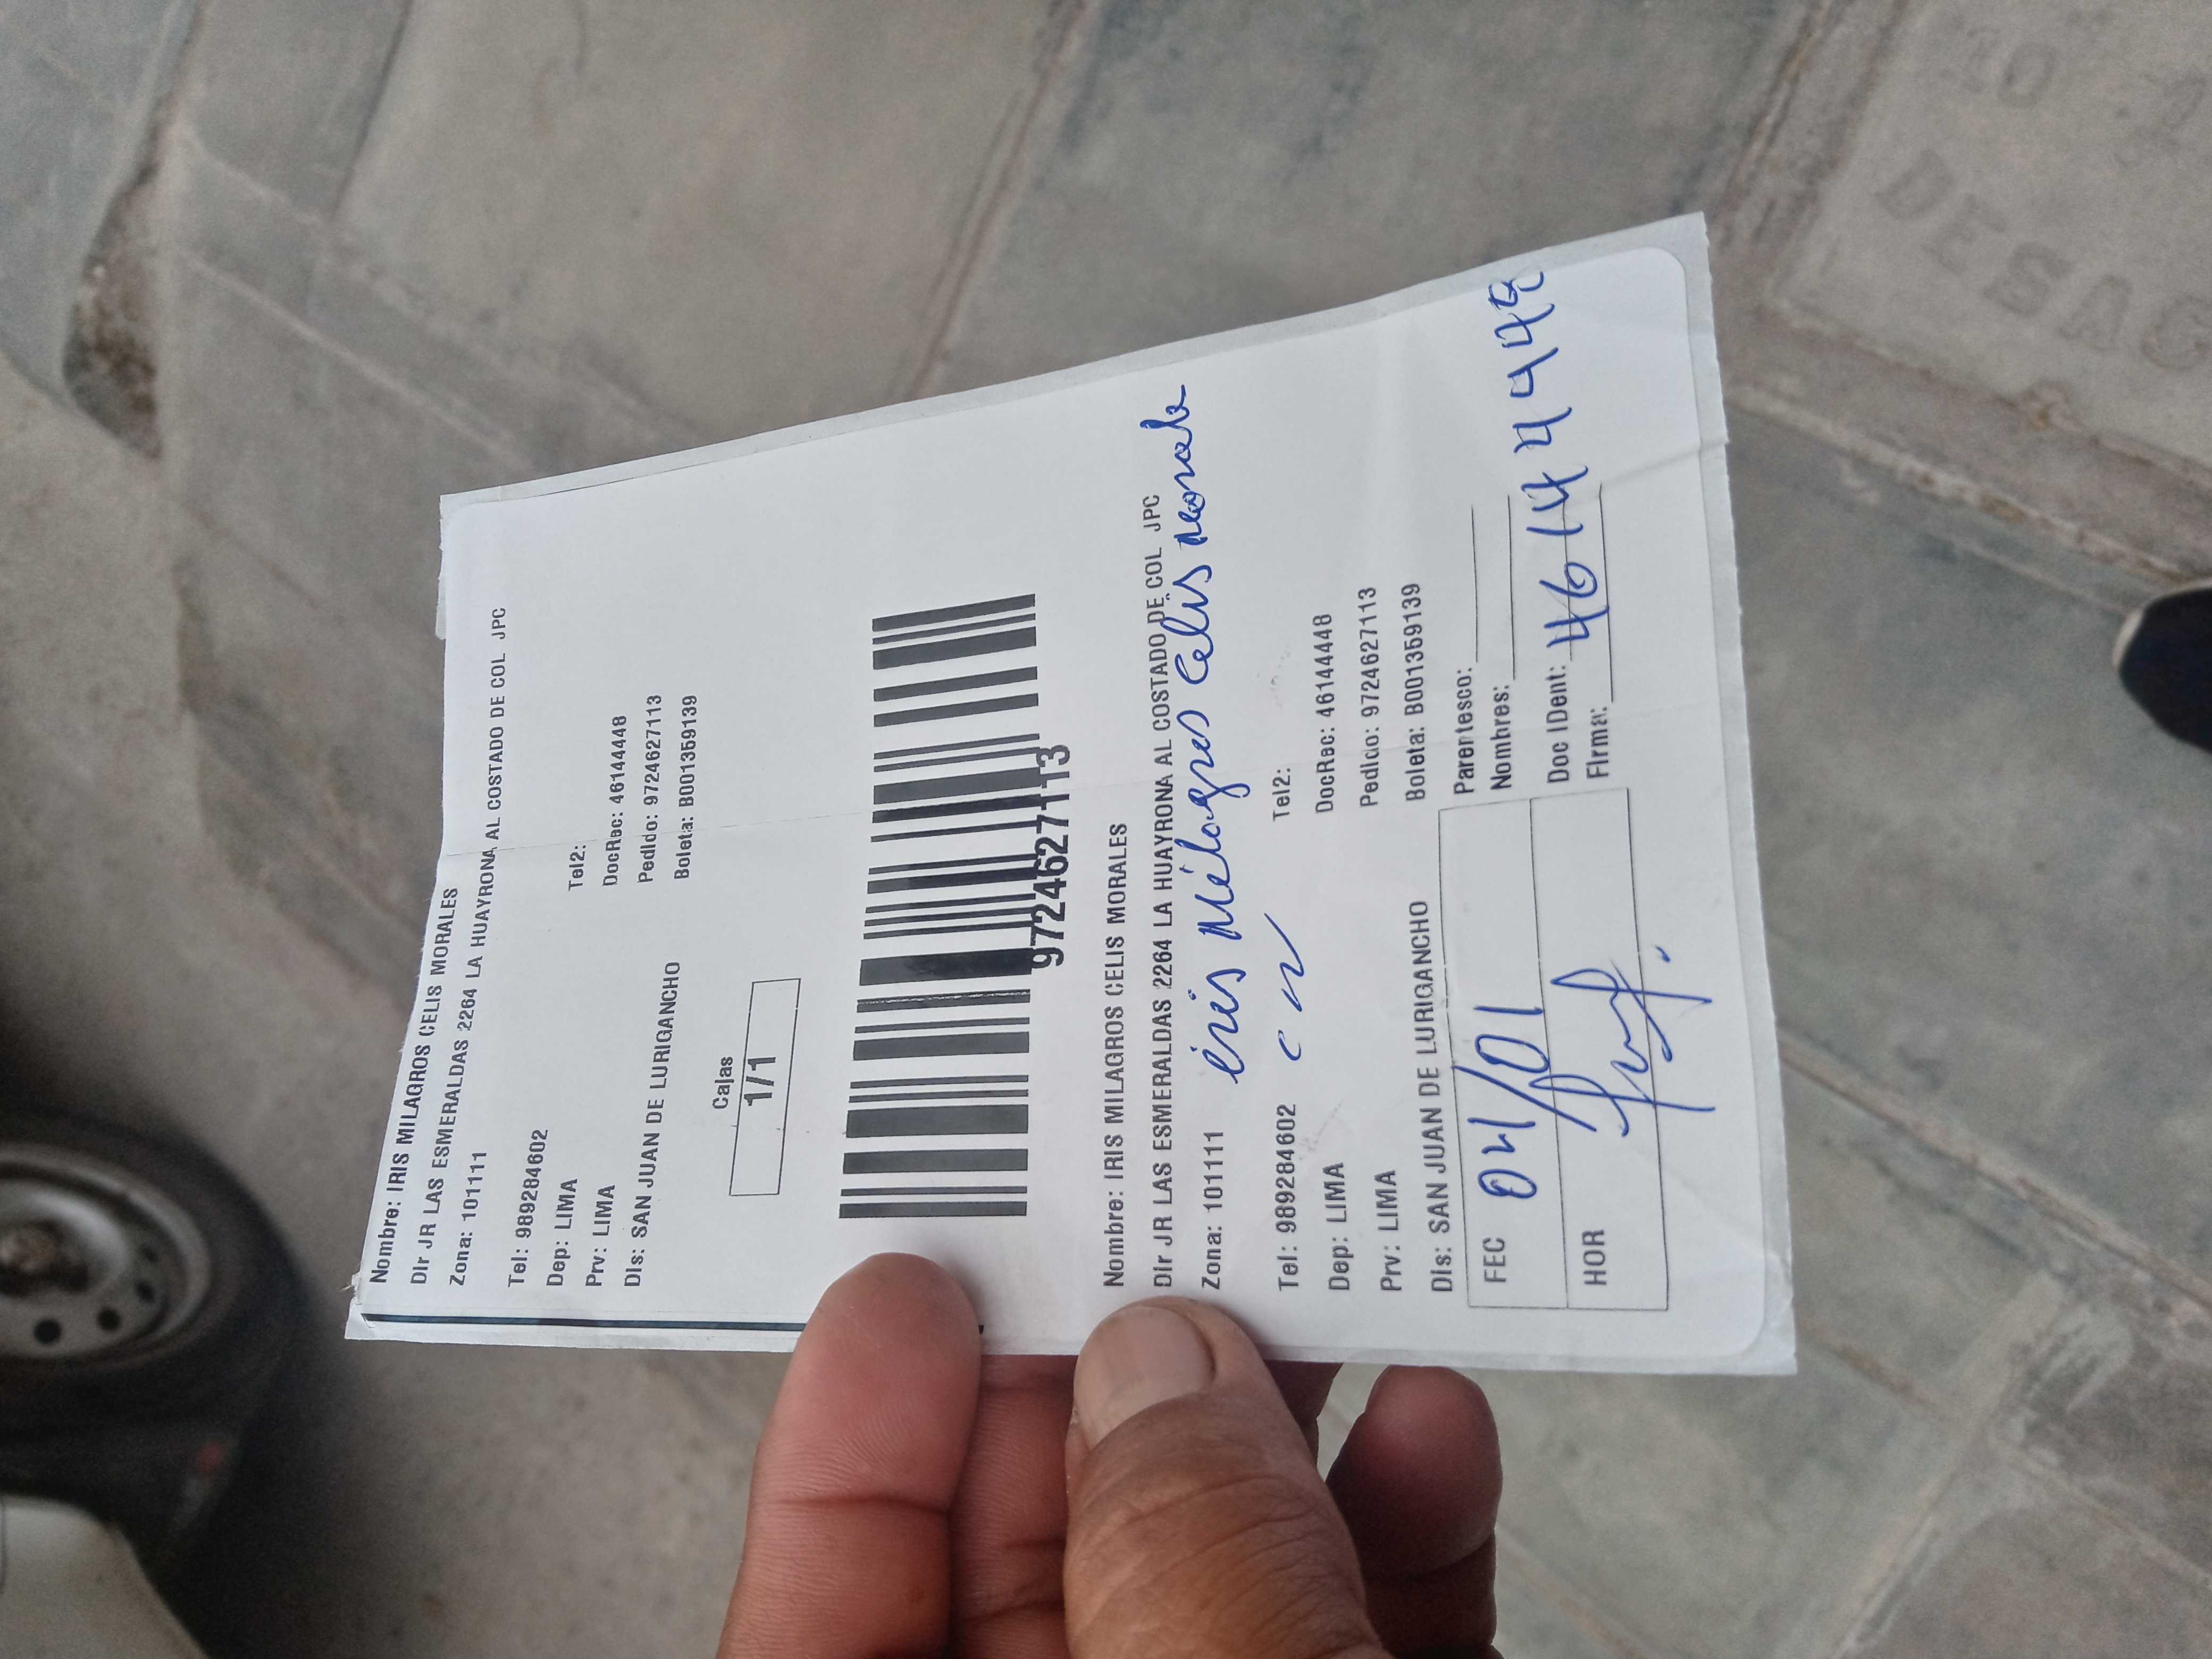 Nombre: IRIS MILAGROS CELIS MORALES
Dir JR LAS ESMERALDAS 2264 LA HUAYRONA AL COSTADO DE COL JPC
Zona: 101111
Tel: 989284602 Tel2:
Dep: LIMA DocRec: 46144448
Prv: LIMA Pedido: 9724627113
Dis: SAN JUAN DE LURIGANCHO Boleta: B001359139
Cajas
1/1
9724627113
Nombre: IRIS MILAGROS CELIS MORALES
Dir JR LAS ESMERALDAS 2264 LA HUAYRONA AL COSTADO DE COL JPC
Zona: 101111 Iris Milagros Celis Morale
Tel: 989284602 Tel2:
Dep: LIMA DocRec: 46144448
Prv: LIMA Pedido: 9724627113
Dis: SAN JUAN DE LURIGANCHO Boleta: B001359139
FEC 04/01 Parentesco:
Nombres:
HOR Doc IDent: 46144448
Firma:
DESAG